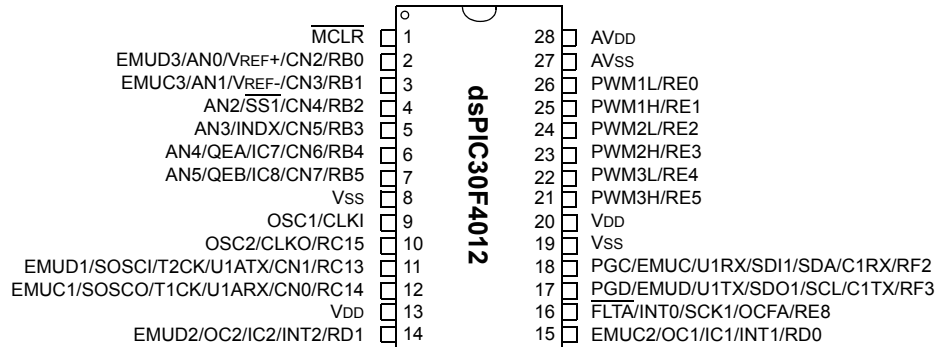 MCLR 1 28 AVDD
EMUD3/AN0/VREF+/CN2/RB0 2 27 AVSS
EMUC3/AN1/VREF-/CN3/RB1 3 26 PWM1L/RE0
AN2/SS1/CN4/RB2 4 25 PWM1H/RE1
AN3/INDX/CN5/RB3 5 24 PWM2L/RE2
AN4/QEA/IC7/CN6/RB4 6 23 PWM2H/RE3
AN5/QEB/IC8/CN7/RB5 7 22 PWM3L/RE4
VSS 8 21 PWM3H/RE5
OSC1/CLKI 9 20 VDD
OSC2/CLKO/RC15 10 19 VSS
EMUD1/SOSCI/T2CK/U1ATX/CN1/RC13 11 18 PGC/EMUC/U1RX/SDI1/SDA/C1RX/RF2
EMUC1/SOSCO/T1CK/U1ARX/CN0/RC14 12 17 PGD/EMUD/U1TX/SDO1/SCL/C1TX/RF3
VDD 13 16 FLTA/INT0/SCK1/OCFA/RE8
EMUD2/OC2/IC2/INT2/RD1 14 15 EMUC2/OC1/IC1/INT1/RD0
dsPIC30F4012